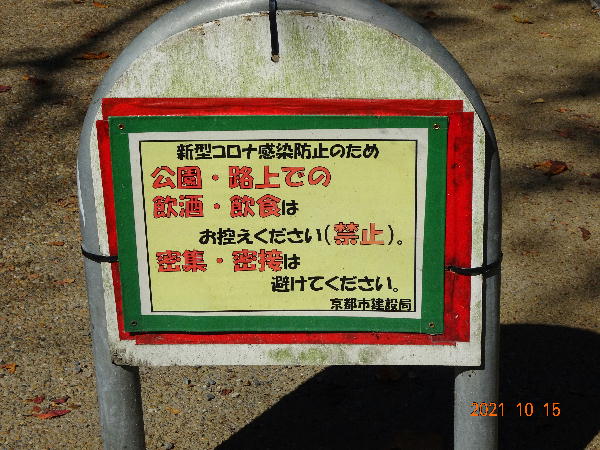 新型コロナ感染防止のため
公園・路上での
飲酒・飲食は
お控えください(禁止)。
密集・密接は
避けてください。
京都市建設局
2021 10 15